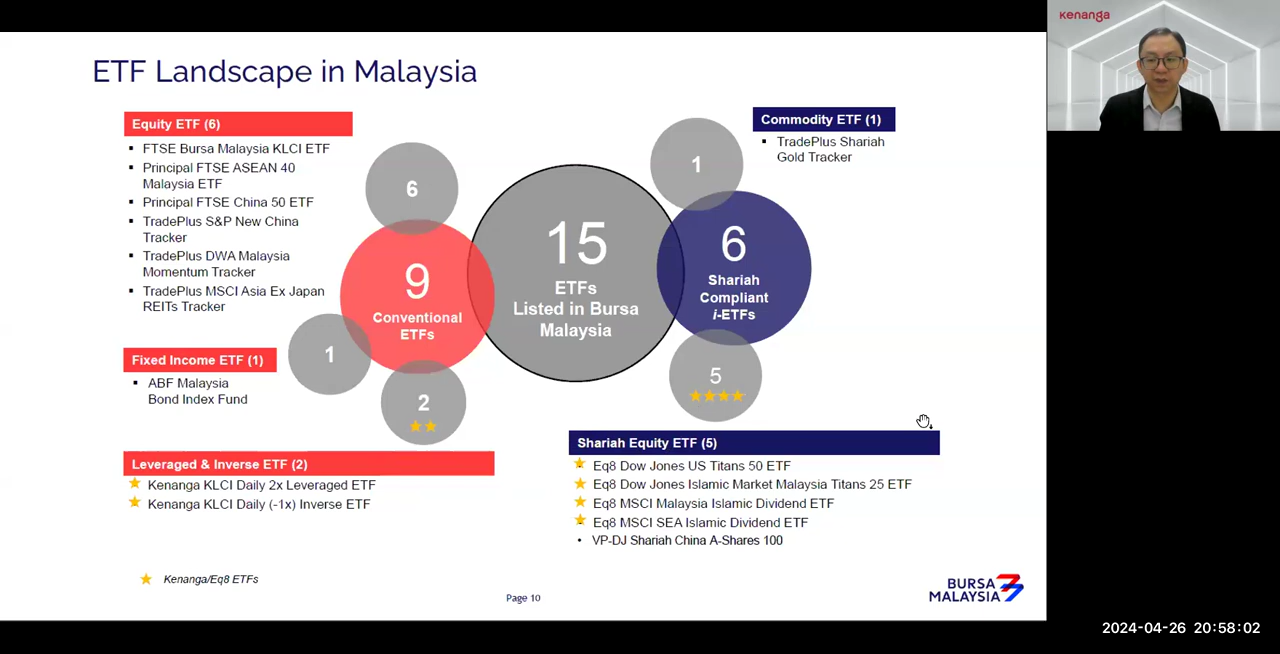 Kenanga
ETF Landscape in Malaysia
Equity ETF (6)
▪ FTSE Bursa Malaysia KLCI ETF
▪ Principal FTSE ASEAN 40
Malaysia ETF
▪ Principal FTSE China 50 ETF
▪ TradePlus S&P New China
Tracker
▪ TradePlus DWA Malaysia
Momentum Tracker
▪ TradePlus MSCI Asia Ex Japan
REITs Tracker
Fixed Income ETF (1)
▪ ABF Malaysia
Bond Index Fund
Leveraged & Inverse ETF (2)
Kenanga KLCI Daily 2x Leveraged ETF
Kenanga KLCI Daily (-1x) Inverse ETF
6
9
Conventional
ETFs
1
2
15
ETFs
Listed in Bursa
Malaysia
1
6
Shariah
Compliant
i-ETFs
5
Commodity ETF (1)
▪ TradePlus Shariah
Gold Tracker
Shariah Equity ETF (5)
Eq8 Dow Jones US Titans 50 ETF
Eq8 Dow Jones Islamic Market Malaysia Titans 25 ETF
Eq8 MSCI Malaysia Islamic Dividend ETF
Eq8 MSCI SEA Islamic Dividend ETF
• VP-DJ Shariah China A-Shares 100
Kenanga/Eq8 ETFs
Page 10
BURSA
MALAYSIA
2024-04-26 20:58:02